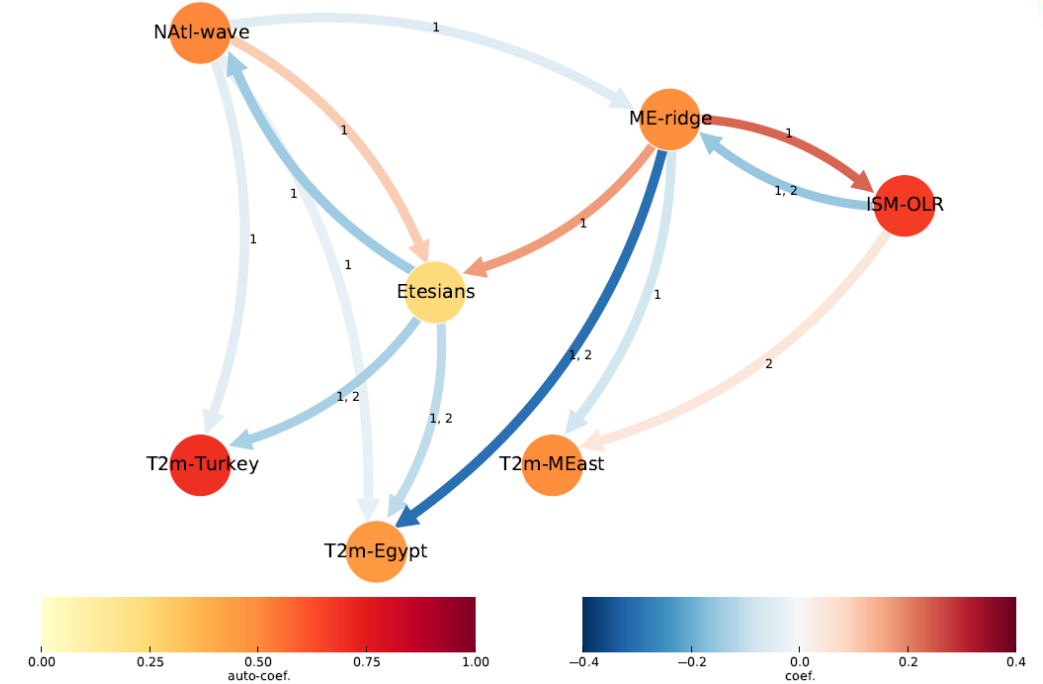 NAtl-wave
1
ME-ridge
1
1
1
1, 2
ISM-OLR
1
1
1
1
Etesians
1
1, 2
2
1, 2
1, 2
T2m-Turkey
T2m-MEast
T2m-Egypt
0.00 0.25 0.50 0.75 1.00
auto-coef.
−0.4 −0.2 0.0 0.2 0.4
coef.